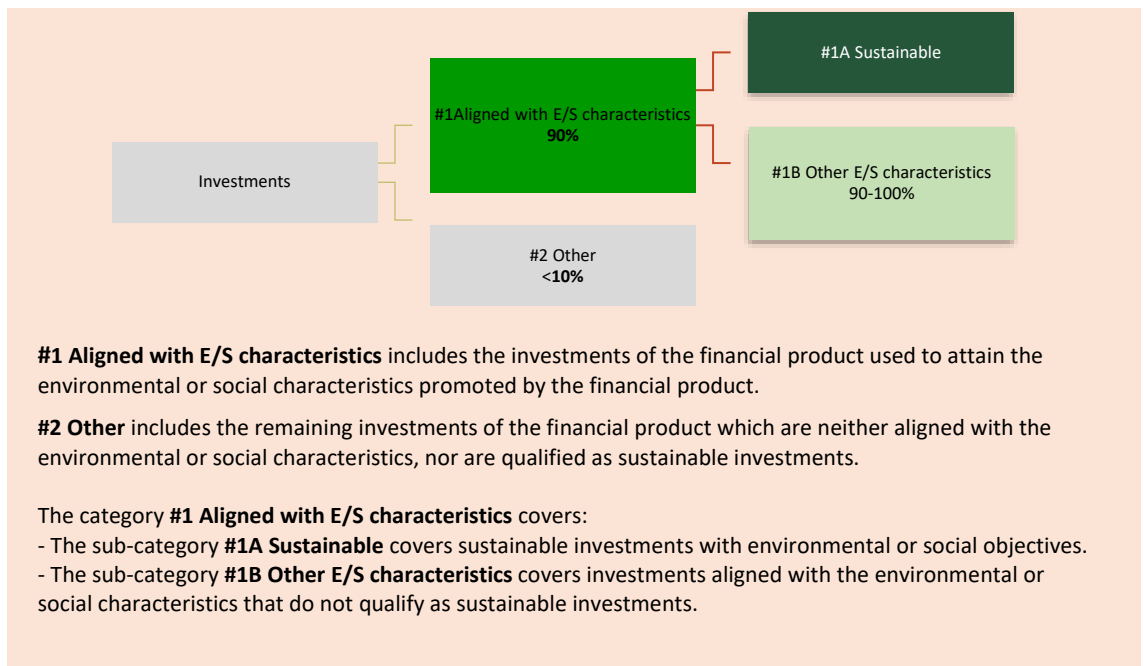 #1A Sustainable
#1Aligned with E/S characteristics
90%
Investments
#1B Other E/S characteristics
90-100%
#2 Other
<10%
#1 Aligned with E/S characteristics includes the investments of the financial product used to attain the
environmental or social characteristics promoted by the financial product.
#2 Other includes the remaining investments of the financial product which are neither aligned with the
environmental or social characteristics, nor are qualified as sustainable investments.
The category #1 Aligned with E/S characteristics covers:
- The sub-category #1A Sustainable covers sustainable investments with environmental or social objectives.
- The sub-category #1B Other E/S characteristics covers investments aligned with the environmental or
social characteristics that do not qualify as sustainable investments.